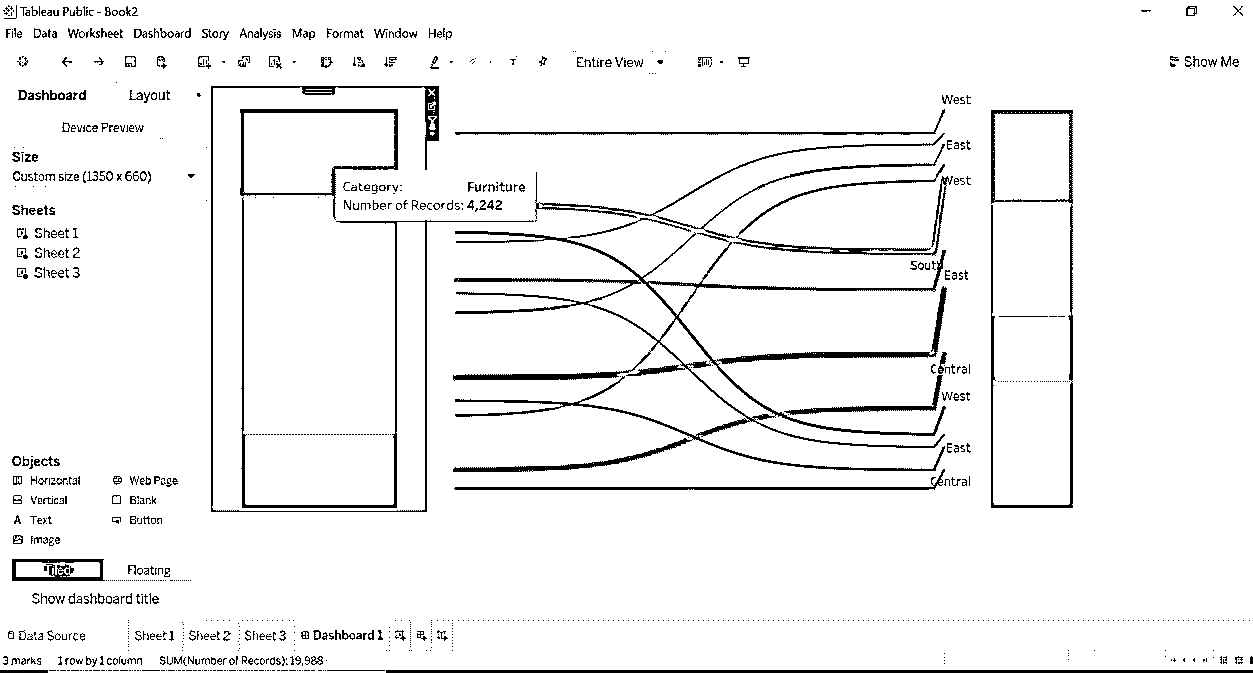 Tableau Public - Book2
File Data Worksheet Dashboard Story Analysis Map Format Window Help
Entire View
Show Me
Dashboard Layout
Device Preview
Size
Custom size (1350 x 660)
Sheets
Sheet 1
Sheet 2
Sheet 3
Category: Furniture
Number of Records: 4,242
West
East
West
South
East
Central
West
East
Central
Objects
Horizontal Web Page
Vertical Blank
A Text Button
Image
Tiled Floating
Show dashboard title
Data Source Sheet 1 Sheet 2 Sheet 3 Dashboard 1
3 marks 1 row by 1 column SUM(Number of Records): 19,988